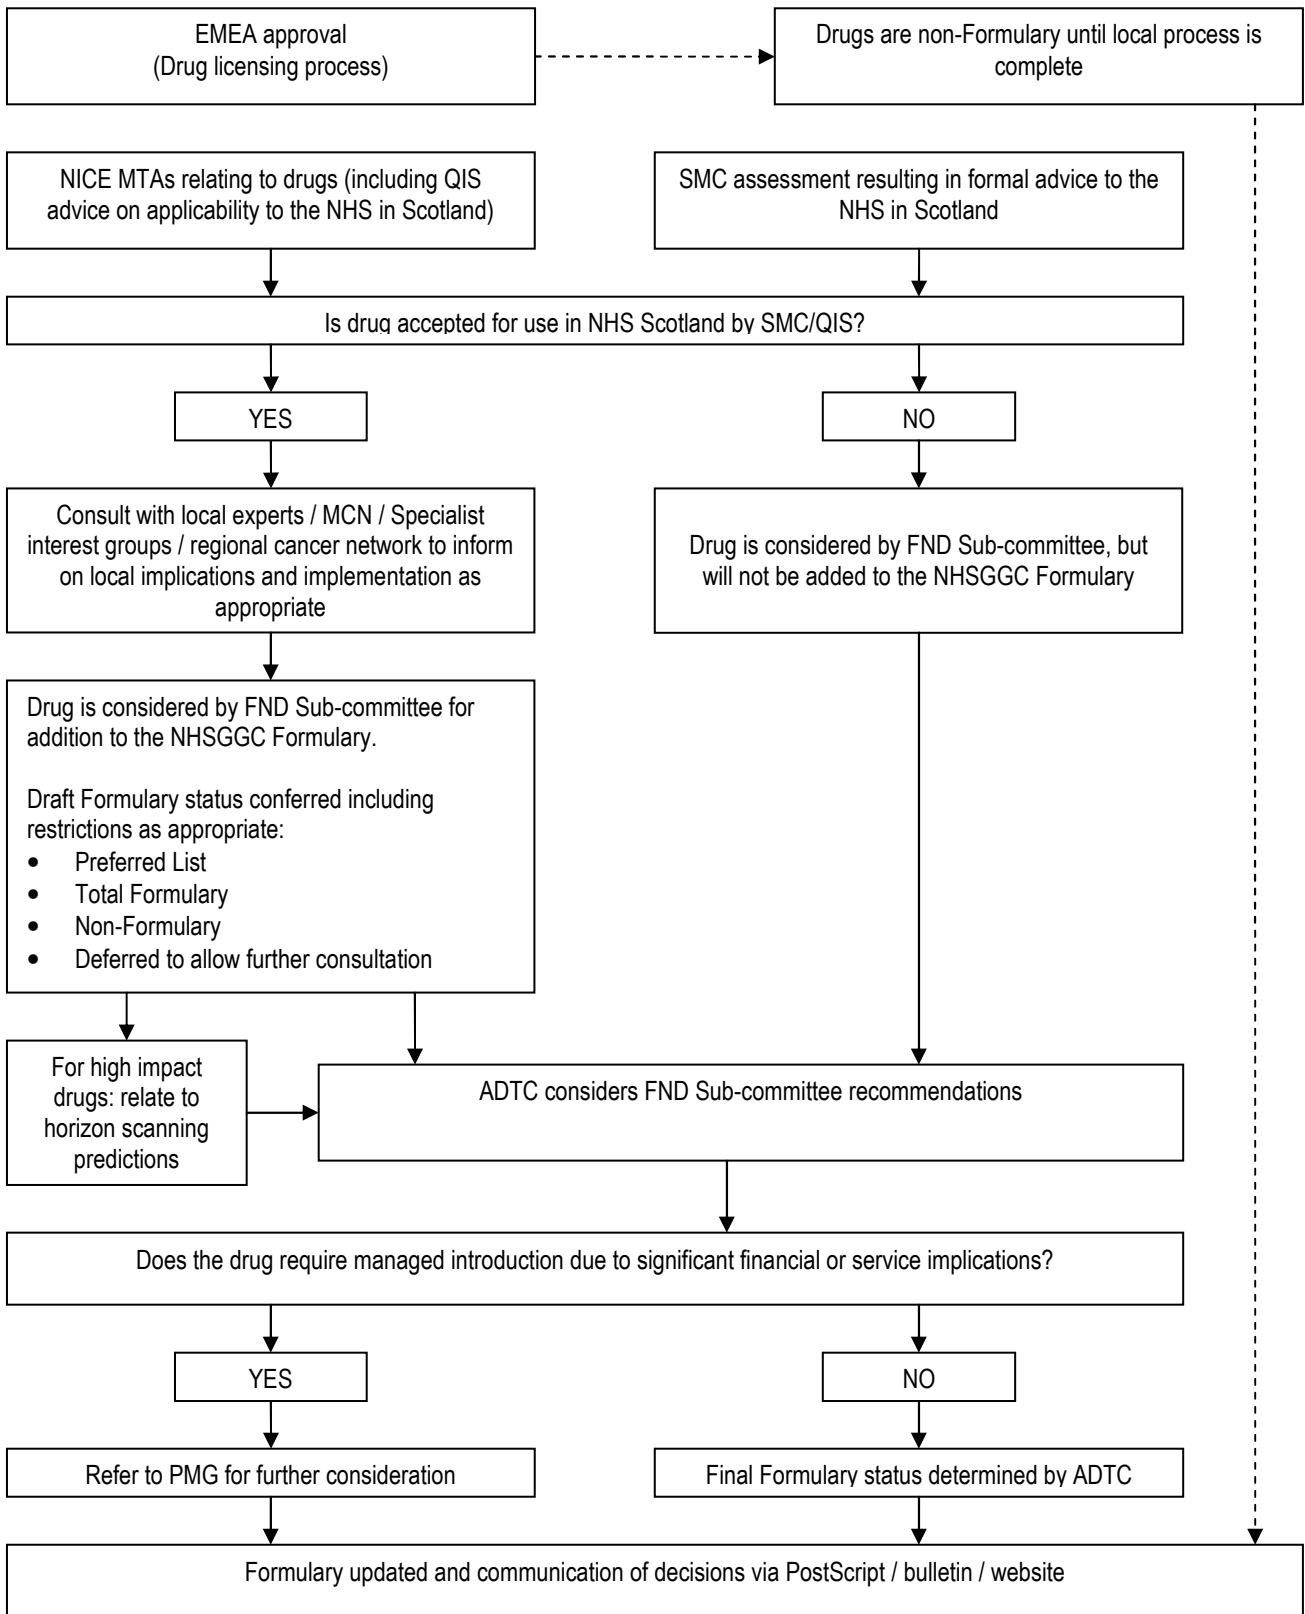 EMEA approval
(Drug licensing process)
Drugs are non-Formulary until local process is
complete
NICE MTAs relating to drugs (including QIS
advice on applicability to the NHS in Scotland)
SMC assessment resulting in formal advice to the
NHS in Scotland
Is drug accepted for use in NHS Scotland by SMC/QIS?
YES
NO
Consult with local experts / MCN / Specialist
interest groups / regional cancer network to inform
on local implications and implementation as
appropriate
Drug is considered by FND Sub-committee, but
will not be added to the NHSGGC Formulary
Drug is considered by FND Sub-committee for
addition to the NHSGGC Formulary.
Draft Formulary status conferred including
restrictions as appropriate:
• Preferred List
• Total Formulary
• Non-Formulary
• Deferred to allow further consultation
For high impact
drugs: relate to
horizon scanning
predictions
ADTC considers FND Sub-committee recommendations
Does the drug require managed introduction due to significant financial or service implications?
YES
NO
Refer to PMG for further consideration
Final Formulary status determined by ADTC
Formulary updated and communication of decisions via PostScript / bulletin / website